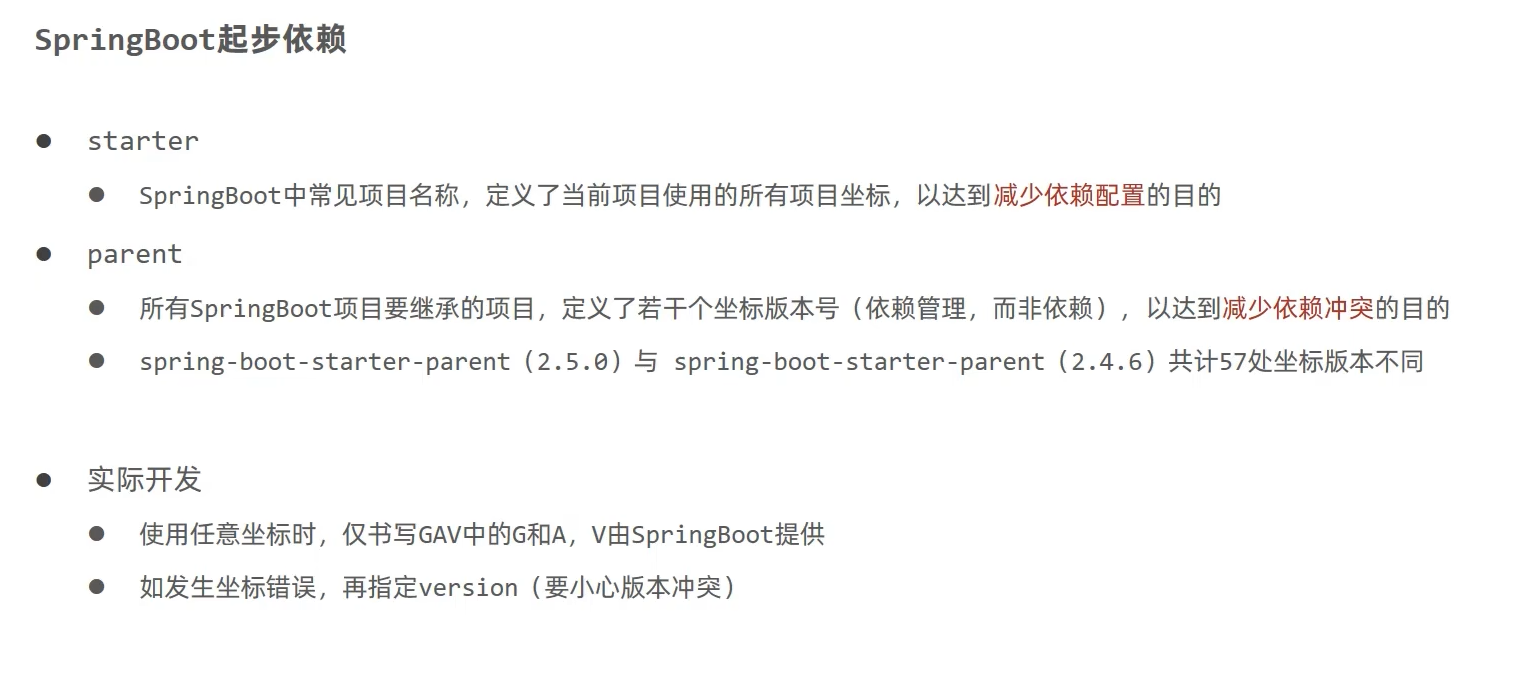 SpringBoot起步依赖
starter
SpringBoot中常见项目名称，定义了当前项目使用的所有项目坐标，以达到减少依赖配置的目的
parent
所有SpringBoot项目要继承的项目，定义了若干个坐标版本号（依赖管理，而非依赖），以达到减少依赖冲突的目的
spring-boot-starter-parent（2.5.0）与 spring-boot-starter-parent（2.4.6）共计57处坐标版本不同
实际开发
使用任意坐标时，仅书写GAV中的G和A，V由SpringBoot提供
如发生坐标错误，再指定version（要小心版本冲突）